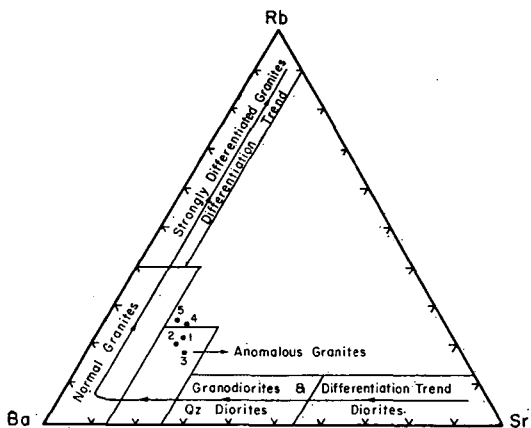 Rb
Strongly Differentiated Granites
Differentiation Trend
Normal Granites
5
4
2
1
3
Anomalous Granites
Granodiorites & Differentiation Trend
Qz Diorites Diorites.
Ba
Sr